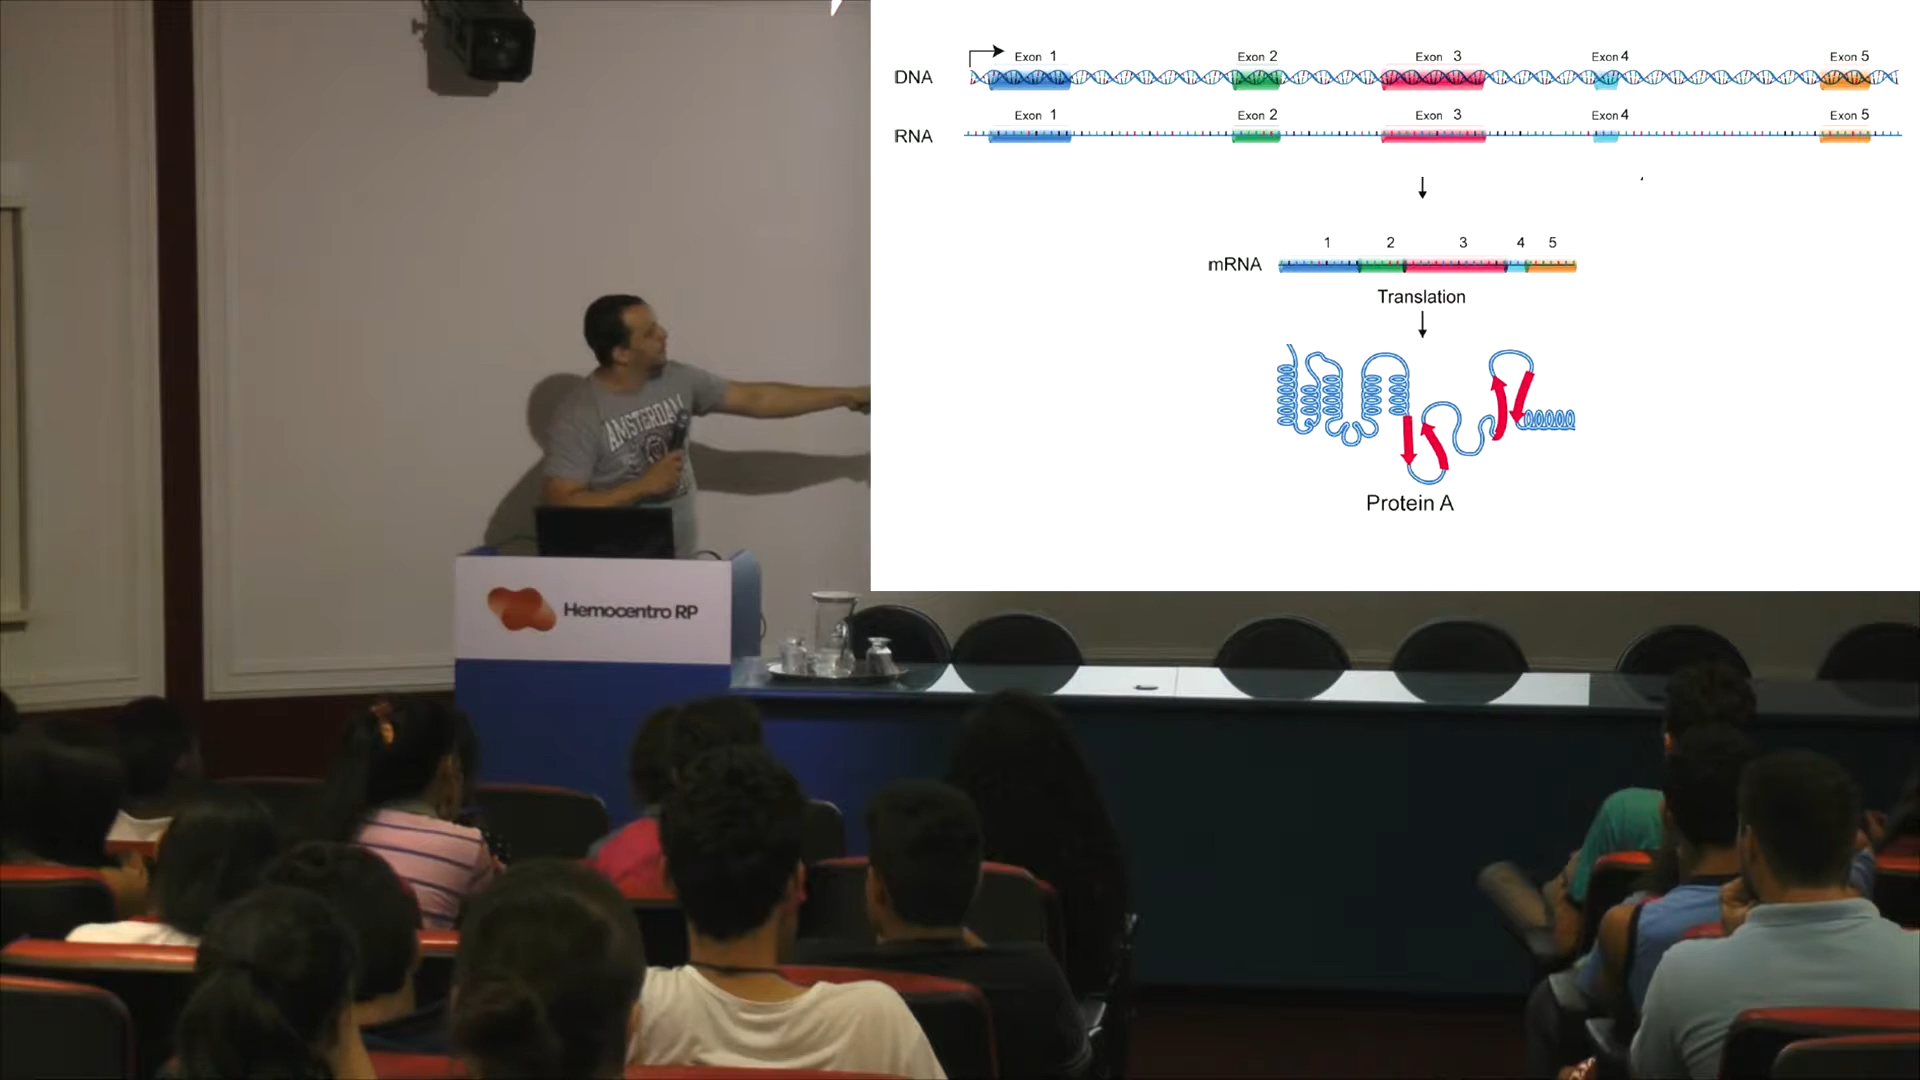 Exon 1 Exon 2 Exon 3 Exon 4 Exon 5
DNA
Exon 1 Exon 2 Exon 3 Exon 4 Exon 5
RNA
1 2 3 4 5
mRNA
Translation
Protein A
AMSTERDAM
Hemocentro RP